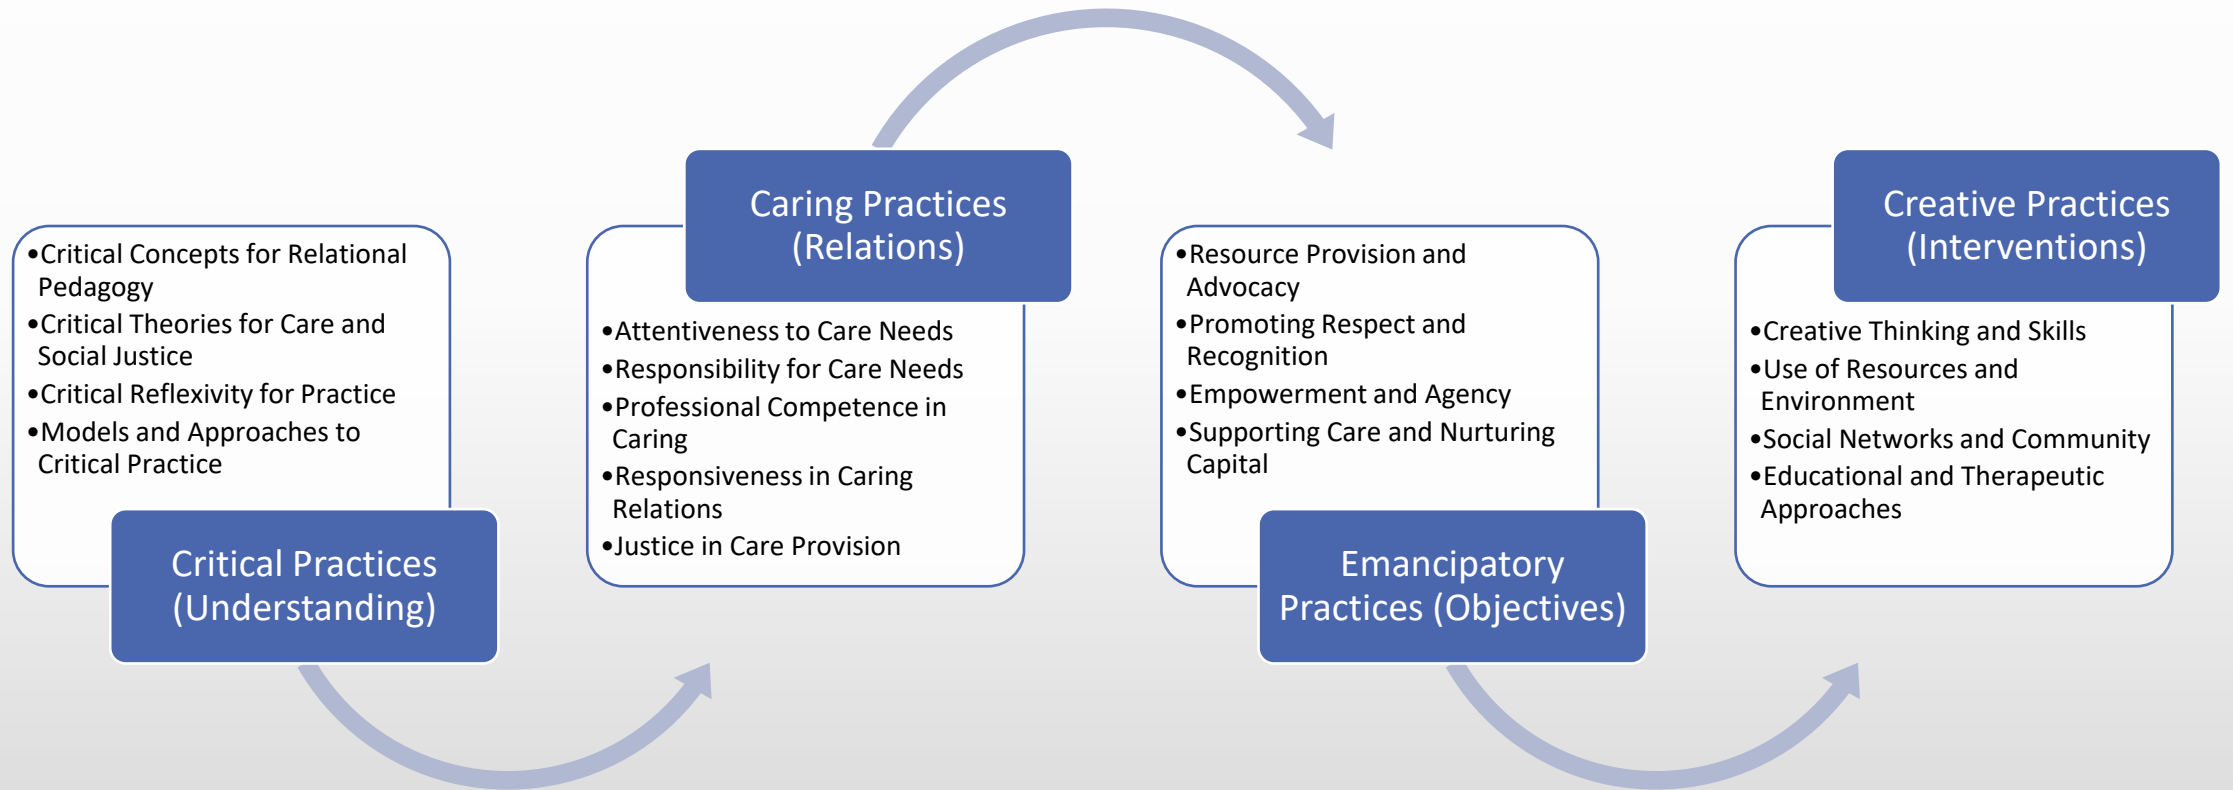 •Critical Concepts for Relational
Pedagogy
•Critical Theories for Care and
Social Justice
•Critical Reflexivity for Practice
•Models and Approaches to
Critical Practice
Critical Practices
(Understanding)
Caring Practices
(Relations)
•Attentiveness to Care Needs
•Responsibility for Care Needs
•Professional Competence in
Caring
•Responsiveness in Caring
Relations
•Justice in Care Provision
•Resource Provision and
Advocacy
•Promoting Respect and
Recognition
•Empowerment and Agency
•Supporting Care and Nurturing
Capital
Emancipatory
Practices (Objectives)
Creative Practices
(Interventions)
•Creative Thinking and Skills
•Use of Resources and
Environment
•Social Networks and Community
•Educational and Therapeutic
Approaches